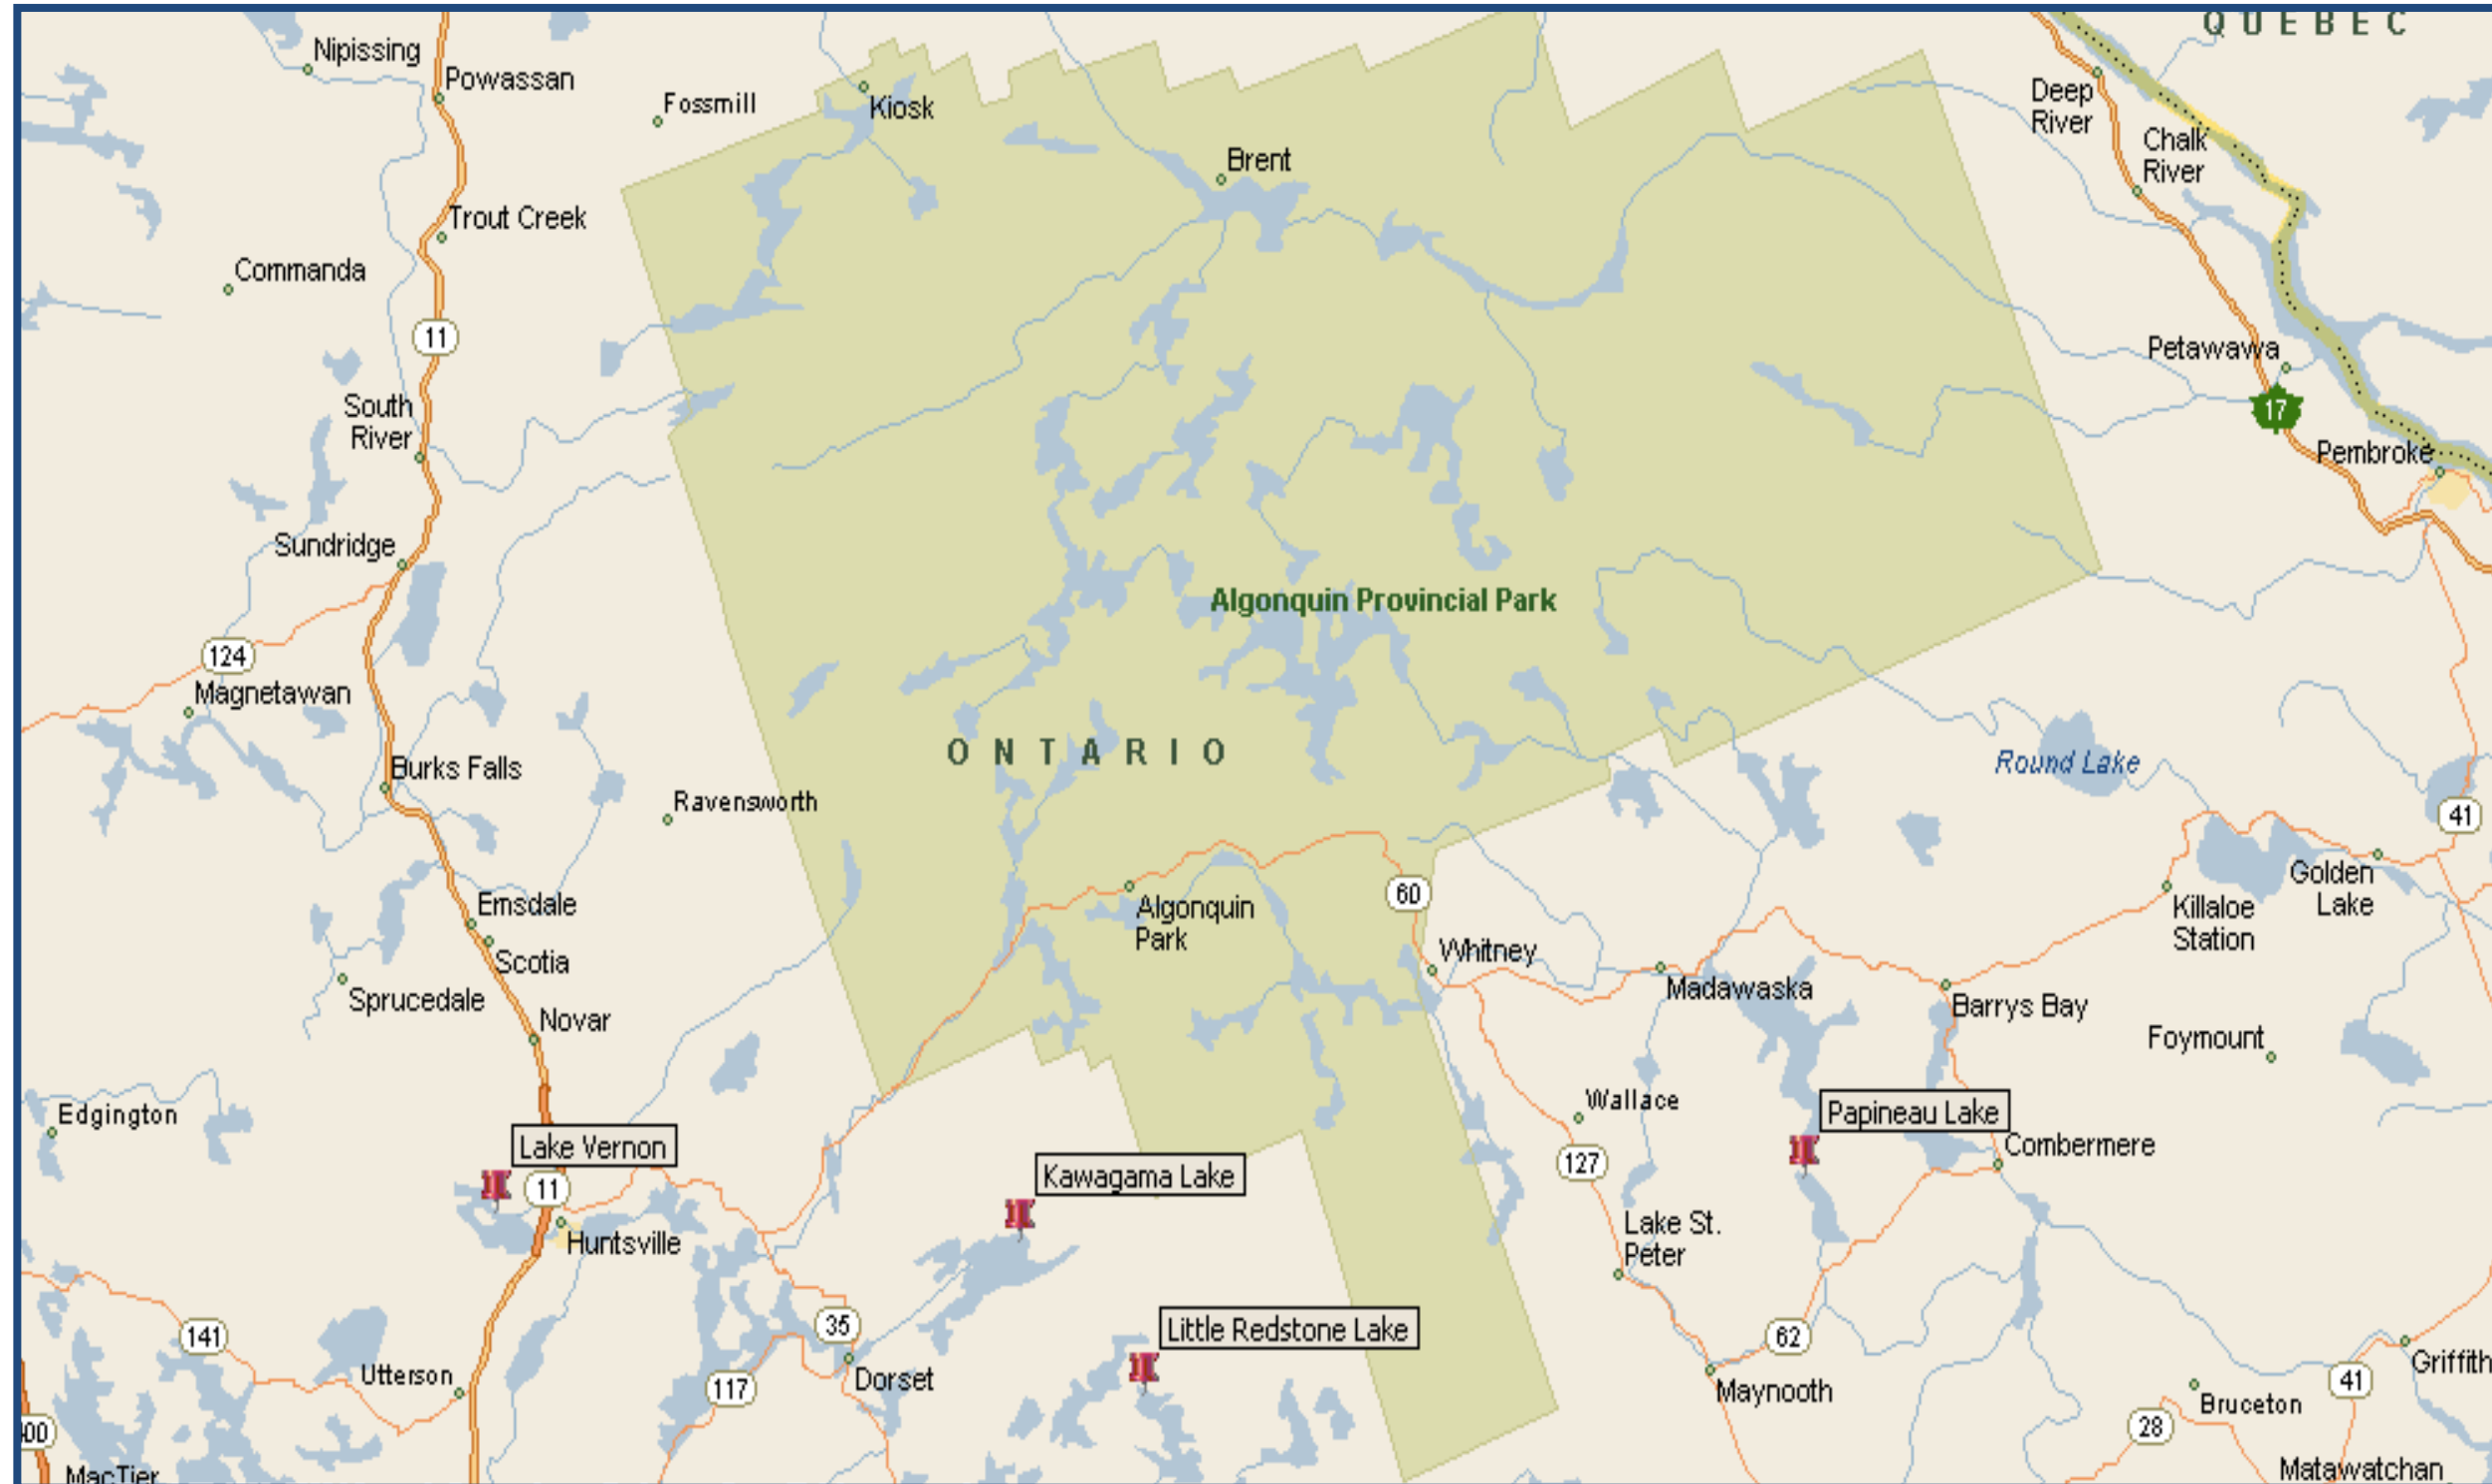 QUEBEC
Nipissing
Powassan
Fossmill
Kiosk
Deep
River
Chalk
River
Brent
Trout Creek
Commanda
11
Petawawa
South
River
17
Pembroke
Sundridge
Algonquin Provincial Park
124
Magnetawan
ONTARIO
Round Lake
Burks Falls
Ravensworth
41
Golden
Lake
60
Algonquin
Park
Killaloe
Station
Emsdale
Whitney
Scotia
Madawaska
Sprucedale
Barrys Bay
Novar
Foymount
Edgington
Wallace
Papineau Lake
Lake Vernon
Combermere
127
Kawagama Lake
11
Huntsville
Lake St.
Peter
35
Little Redstone Lake
141
62
Utterson
117
Dorset
Maynooth
Griffith
41
Bruceton
28
400
MacTier
Matawatchan